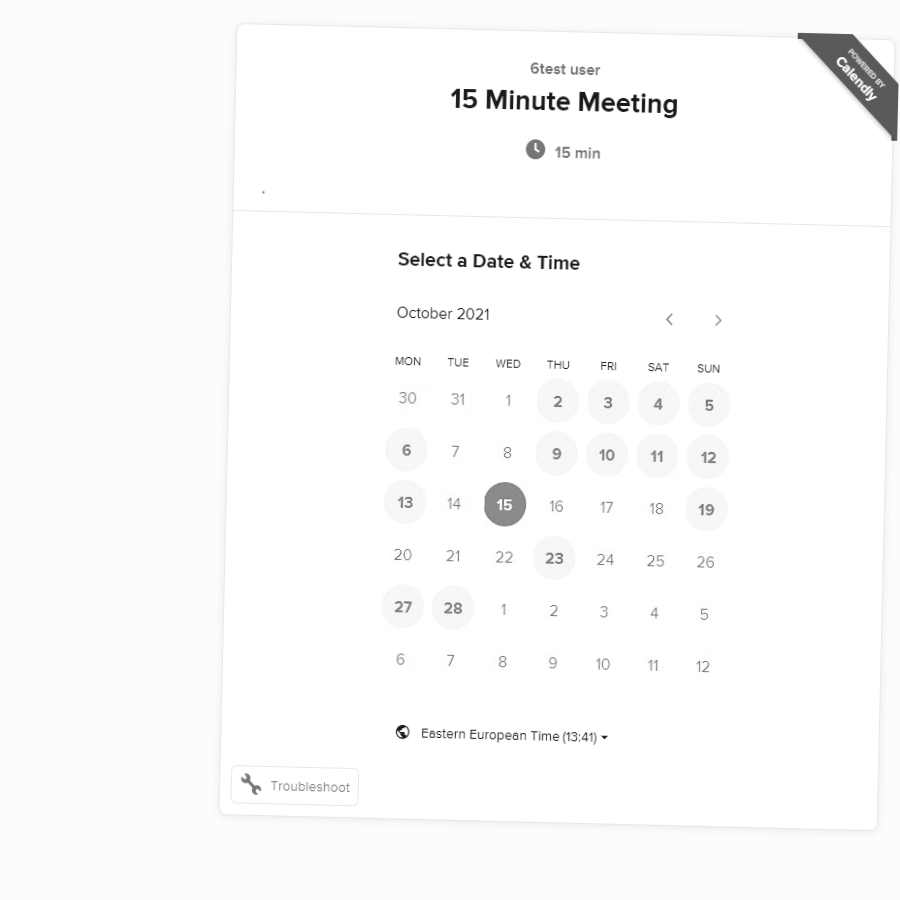 6test user
15 Minute Meeting
15 min
POWERED BY
Calendly
.
Select a Date & Time
October 2021
MON TUE WED THU FRI SAT SUN
30 31 1 2 3 4 5
6 7 8 9 10 11 12
13 14 15 16 17 18 19
20 21 22 23 24 25 26
27 28 1 2 3 4 5
6 7 8 9 10 11 12
Eastern European Time (13:41)
Troubleshoot